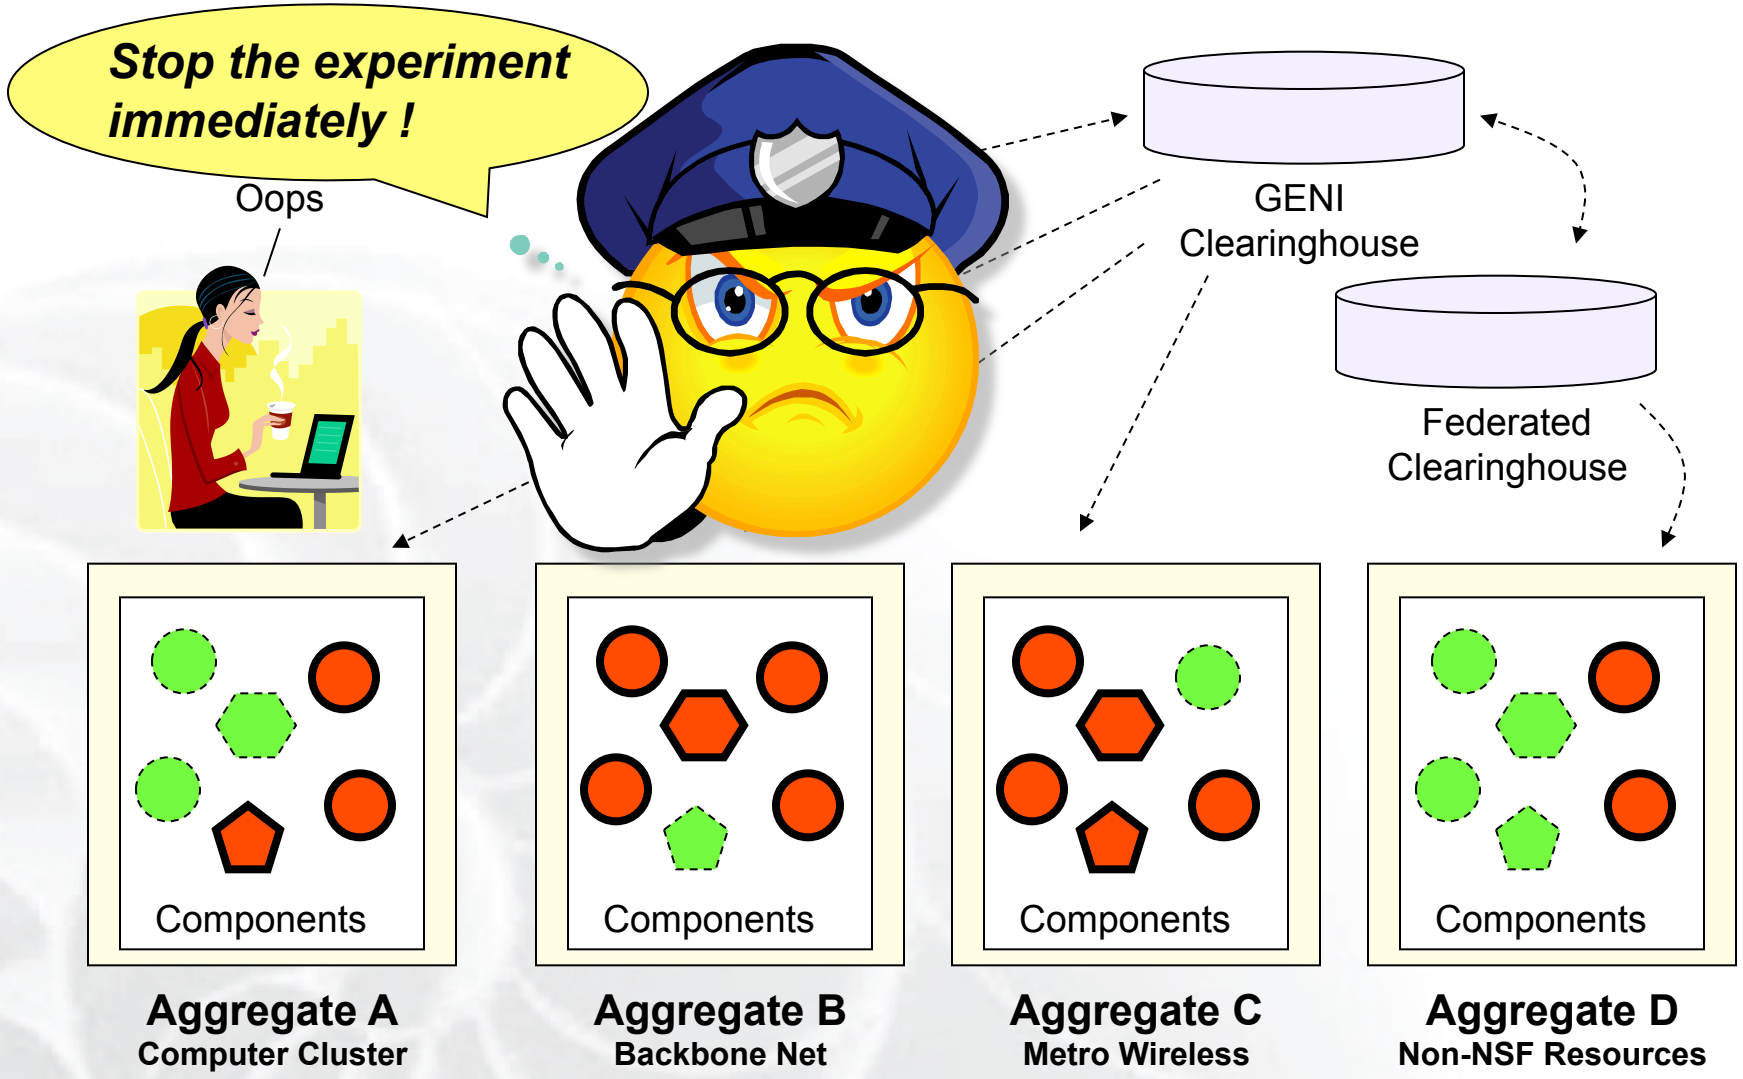 Stop the experiment
immediately !
Oops
GENI
Clearinghouse
Federated
Clearinghouse
Components
Components
Components
Components
Aggregate A
Computer Cluster
Aggregate B
Backbone Net
Aggregate C
Metro Wireless
Aggregate D
Non-NSF Resources